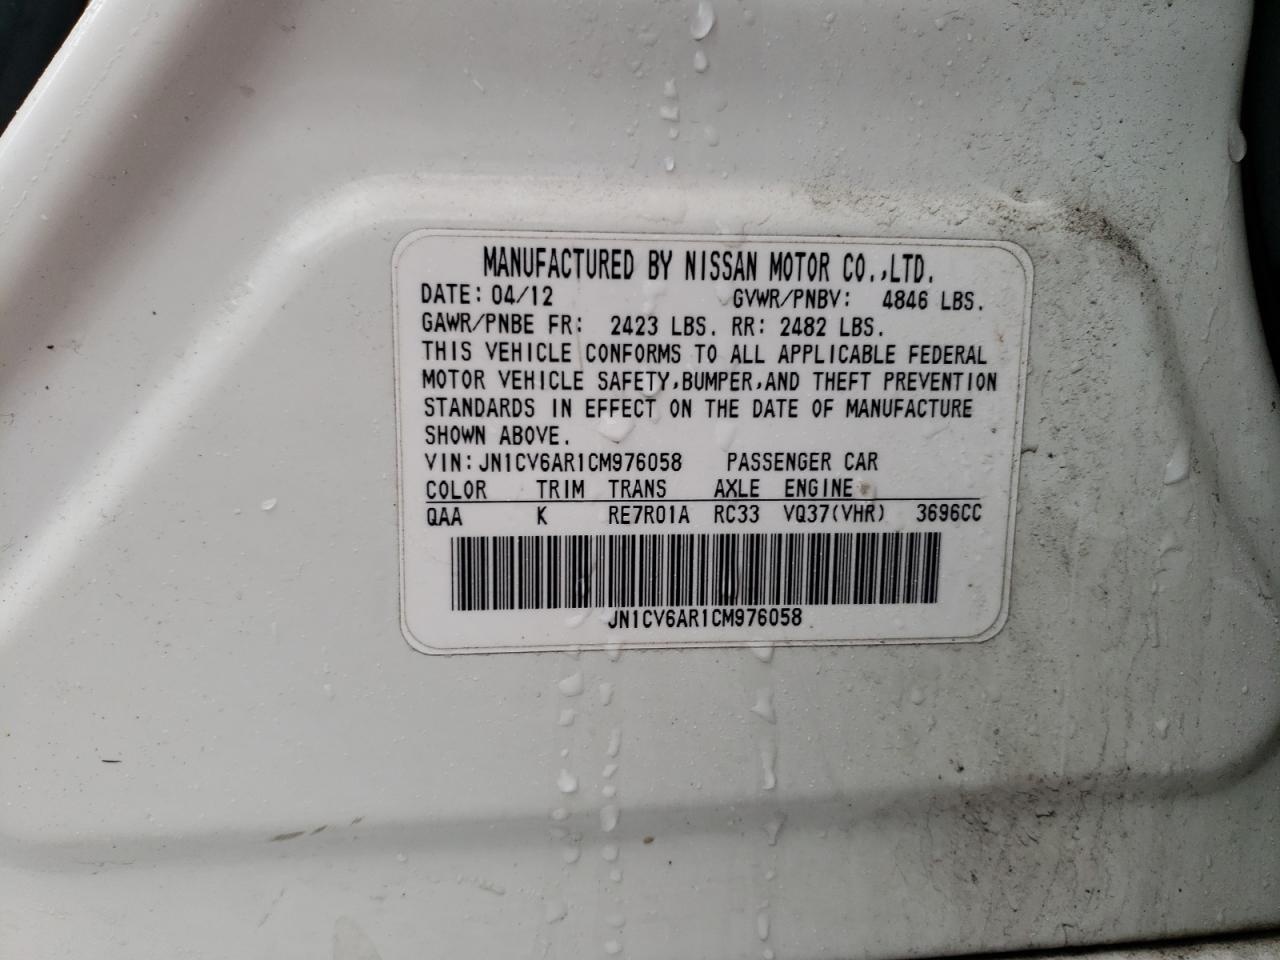 MANUFACTURED BY NISSAN MOTOR CO.,LTD.
DATE: 04/12 GVWR/PNBV: 4846 LBS.
GAWR/PNBE FR: 2423 LBS. RR: 2482 LBS.
THIS VEHICLE CONFORMS TO ALL APPLICABLE FEDERAL
MOTOR VEHICLE SAFETY,BUMPER,AND THEFT PREVENTION
STANDARDS IN EFFECT ON THE DATE OF MANUFACTURE
SHOWN ABOVE.
VIN: JN1CV6AR1CM976058 PASSENGER CAR
COLOR TRIM TRANS AXLE ENGINE
QAA K RE7R01A RC33 VQ37(VHR) 3696CC
JN1CV6AR1CM976058